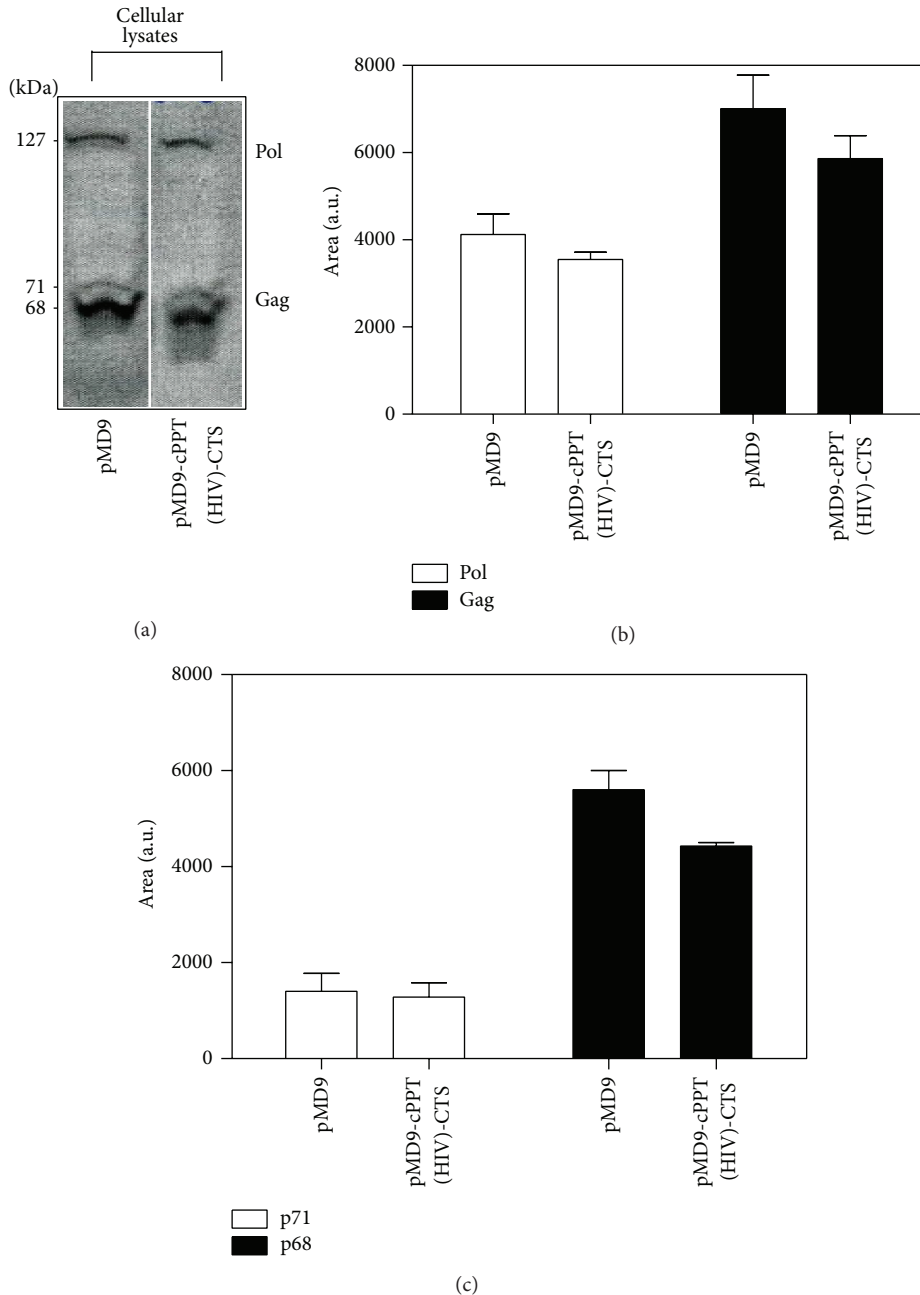 Cellular
lysates
(kDa)
127
71
68
Pol
Gag
pMD9
pMD9-cPPT
(HIV)-CTS
(a)
8000
6000
4000
2000
0
Area (a.u.)
pMD9
pMD9-cPPT
(HIV)-CTS
pMD9
pMD9-cPPT
(HIV)-CTS
Pol
Gag
(b)
8000
6000
4000
2000
0
Area (a.u.)
pMD9
pMD9-cPPT
(HIV)-CTS
pMD9
pMD9-cPPT
(HIV)-CTS
p71
p68
(c)